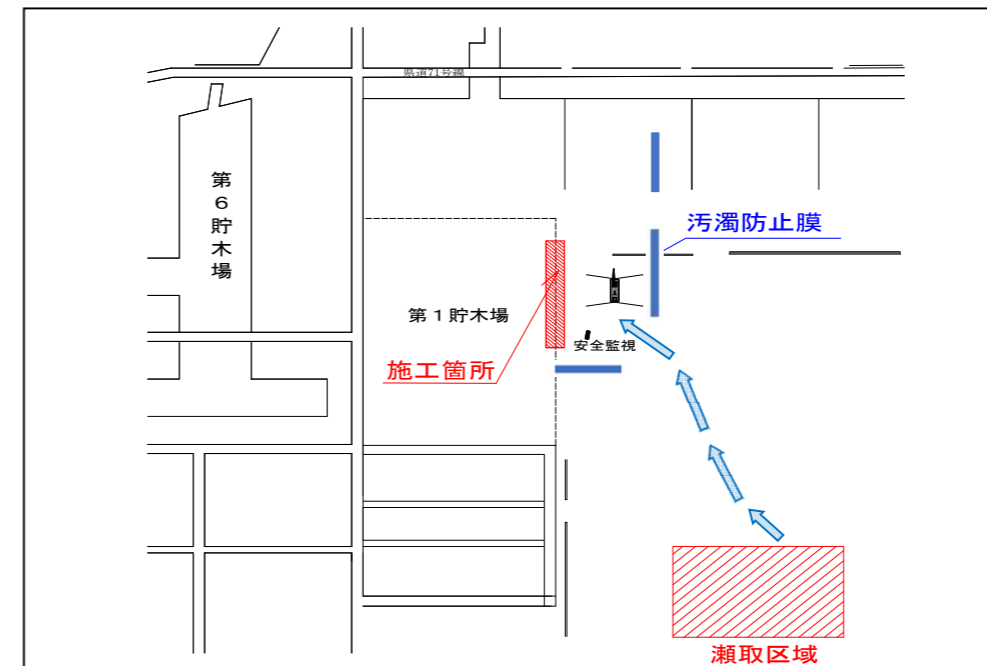 県道71号線
第6貯木場
汚濁防止膜
第1貯木場
安全監視
施工箇所
瀬取区域